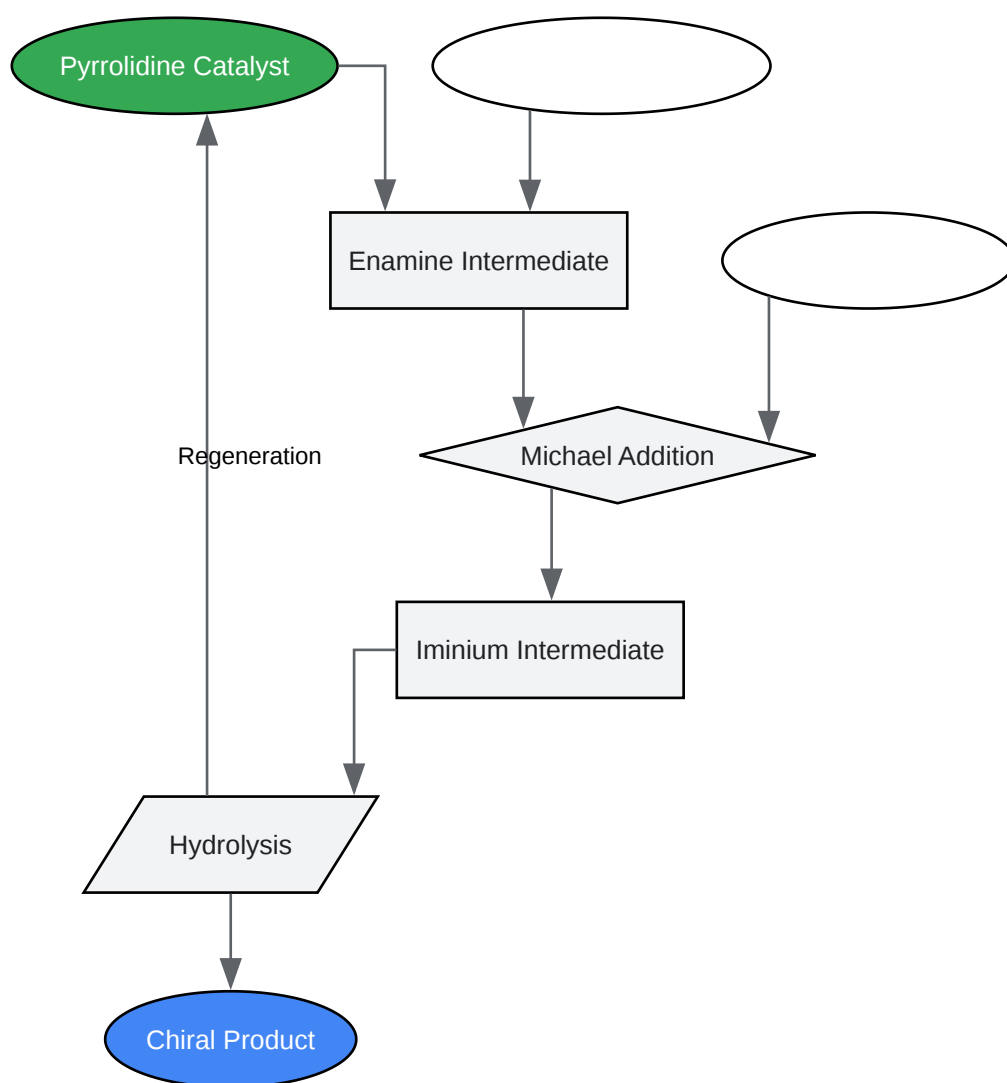 Pyrrolidine Catalyst
Enamine Intermediate
Michael Addition
Regeneration
Iminium Intermediate
Hydrolysis
Chiral Product